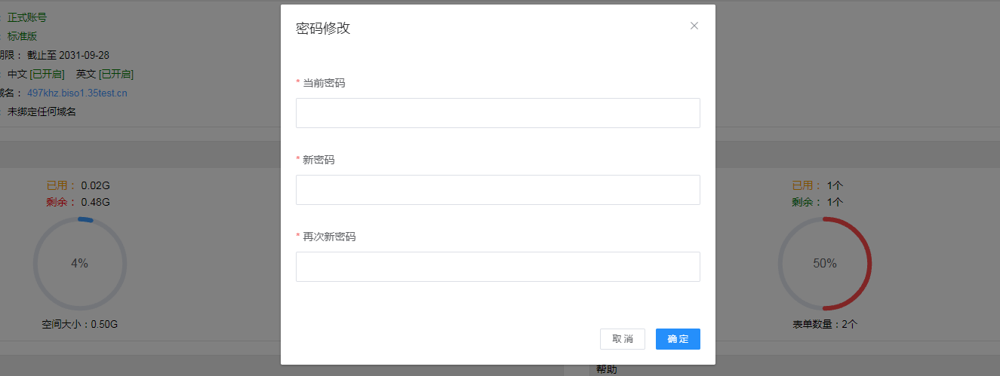 正式账号
标准版
期限： 截止至 2031-09-28
中文 [已开启] 英文 [已开启]
域名： 497khz.biso1.35test.cn
未绑定任何域名
已用： 0.02G
剩余： 0.48G
4%
空间大小：0.50G
密码修改
* 当前密码
* 新密码
* 再次新密码
取消
确定
已用： 1个
剩余： 1个
50%
表单数量：2个
帮助